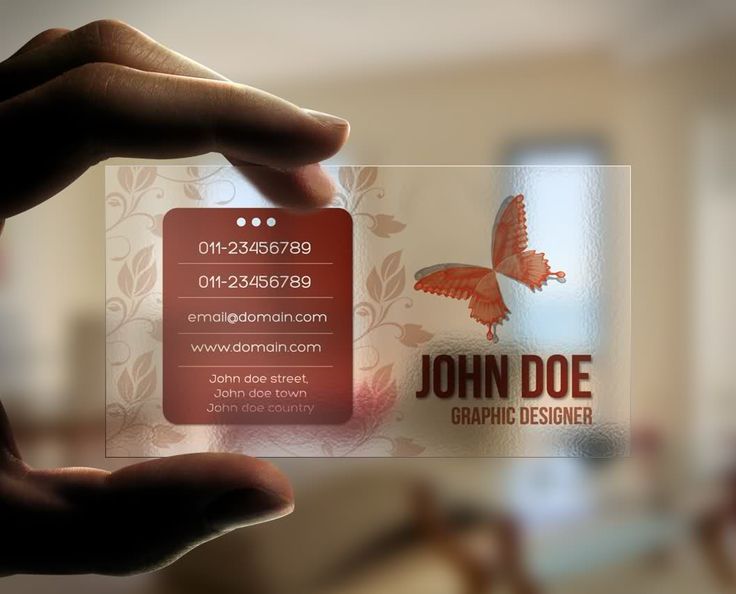 011-23456789
011-23456789
email@domain.com
www.domain.com
John doe street,
John doe town
John doe country
JOHN DOE
GRAPHIC DESIGNER